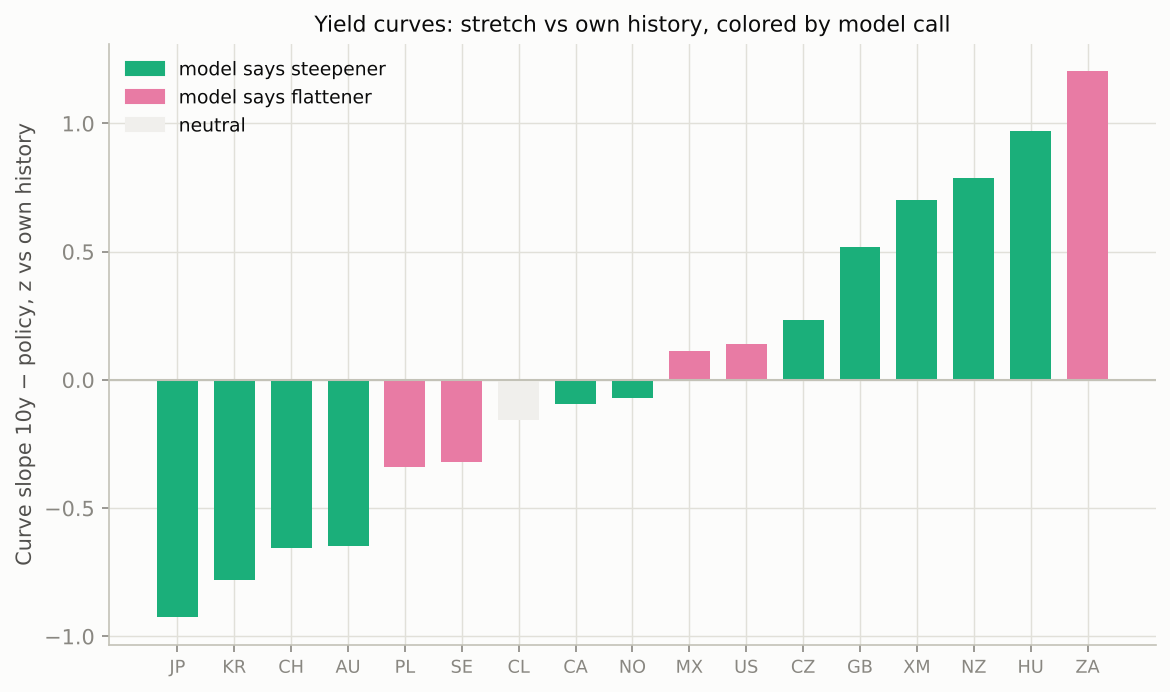 Yield curves: stretch vs own history, colored by model call
model says steepener
model says flattener
neutral
Curve slope 10y − policy, z vs own history
1.0
0.5
0.0
−0.5
−1.0
JP KR CH AU PL SE CL CA NO MX US CZ GB XM NZ HU ZA